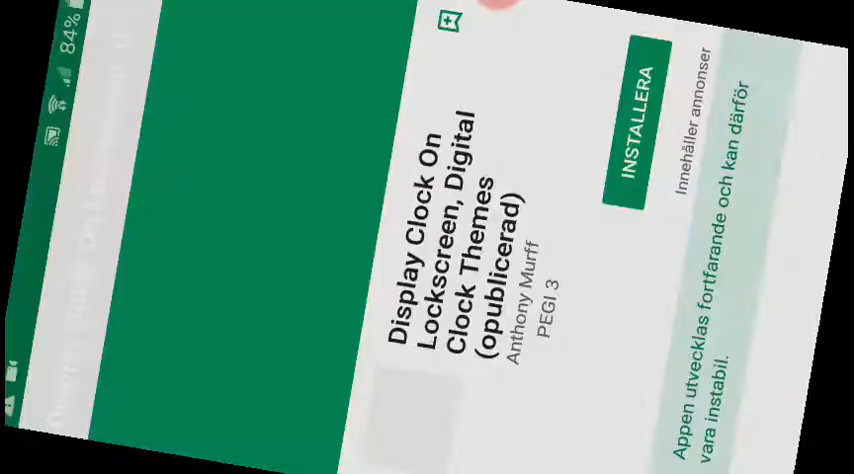 84%
Display Clock On
Lockscreen, Digital
Clock Themes
(opublicerad)
Anthony Murff
PEGI 3
INSTALLERA
Innehåller annonser
Appen utvecklas fortfarande och kan därför
vara instabil.